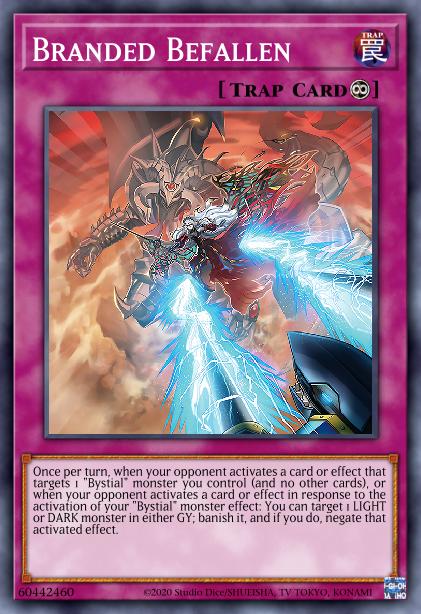 Branded Befallen
TRAP
罠
[Trap Card]
Once per turn, when your opponent activates a card or effect that
targets 1 "Bystial" monster you control (and no other cards), or
when your opponent activates a card or effect in response to the
activation of your "Bystial" monster effect: You can target 1 LIGHT
or DARK monster in either GY; banish it, and if you do, negate that
activated effect.
60442460
©2020 Studio Dice/SHUEISHA, TV TOKYO, KONAMI